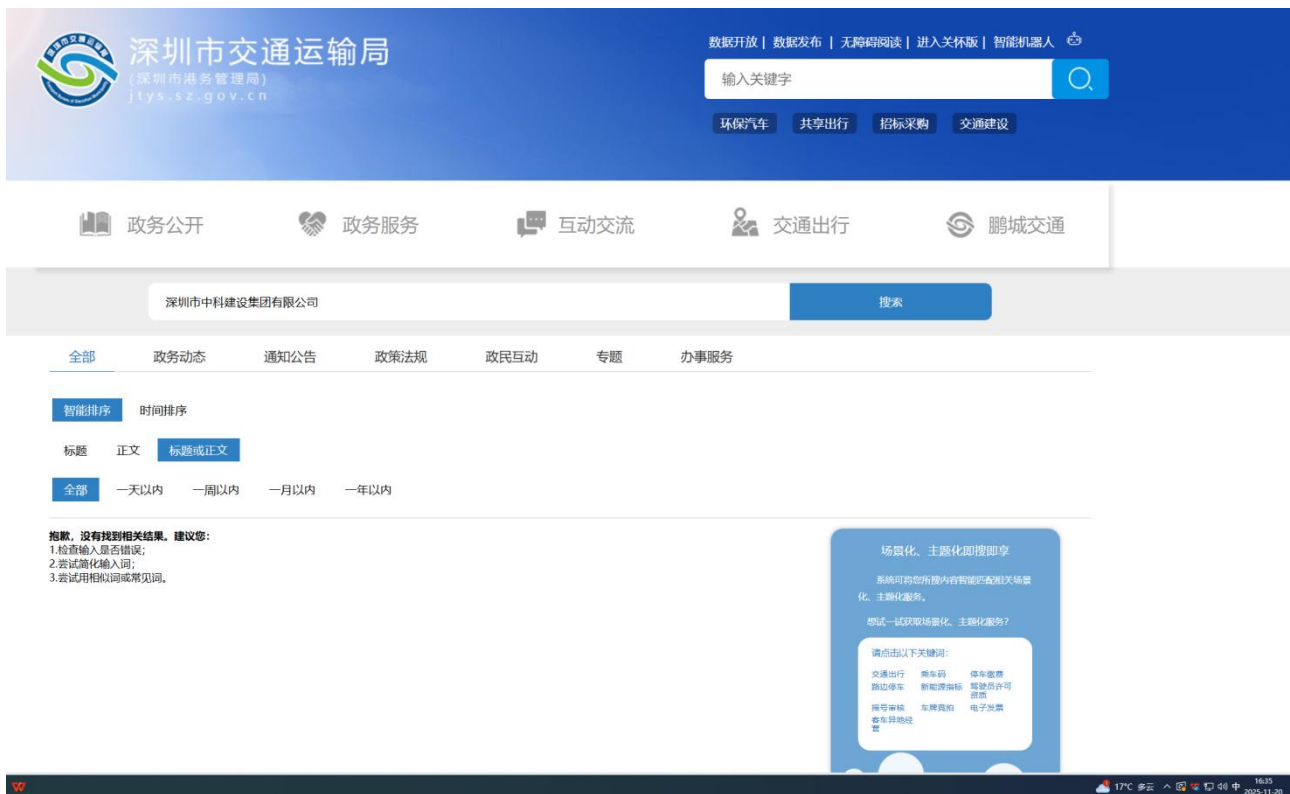 深圳市交通运输局
(深圳市港务管理局)
jtys.sz.gov.cn
数据开放 | 数据发布 | 无障碍阅读 | 进入关怀版 | 智能机器人
输入关键字
环保汽车 共享出行 招标采购 交通建设
政务公开 政务服务 互动交流 交通出行 鹏城交通
深圳市中科建设集团有限公司 搜索
全部 政务动态 通知公告 政策法规 政民互动 专题 办事服务
智能排序 时间排序
标题 正文 标题或正文
全部 一天以内 一周以内 一月以内 一年以内
抱歉，没有找到相关结果。建议您：
1.检查输入是否错误；
2.尝试简化输入词；
3.尝试用相似词或常见词。
场景化、主题化即搜即享
系统可将您所搜内容智能匹配相关场景
化、主题化服务。
想试一试获取场景化、主题化服务?
请点击以下关键词：
交通出行 乘车码 停车缴费
路边停车 新能源指标 驾驶员许可
资质
摇号审核 车牌竞拍 电子发票
客车异地经
营
17°C 多云 中 16:35
2025-11-20